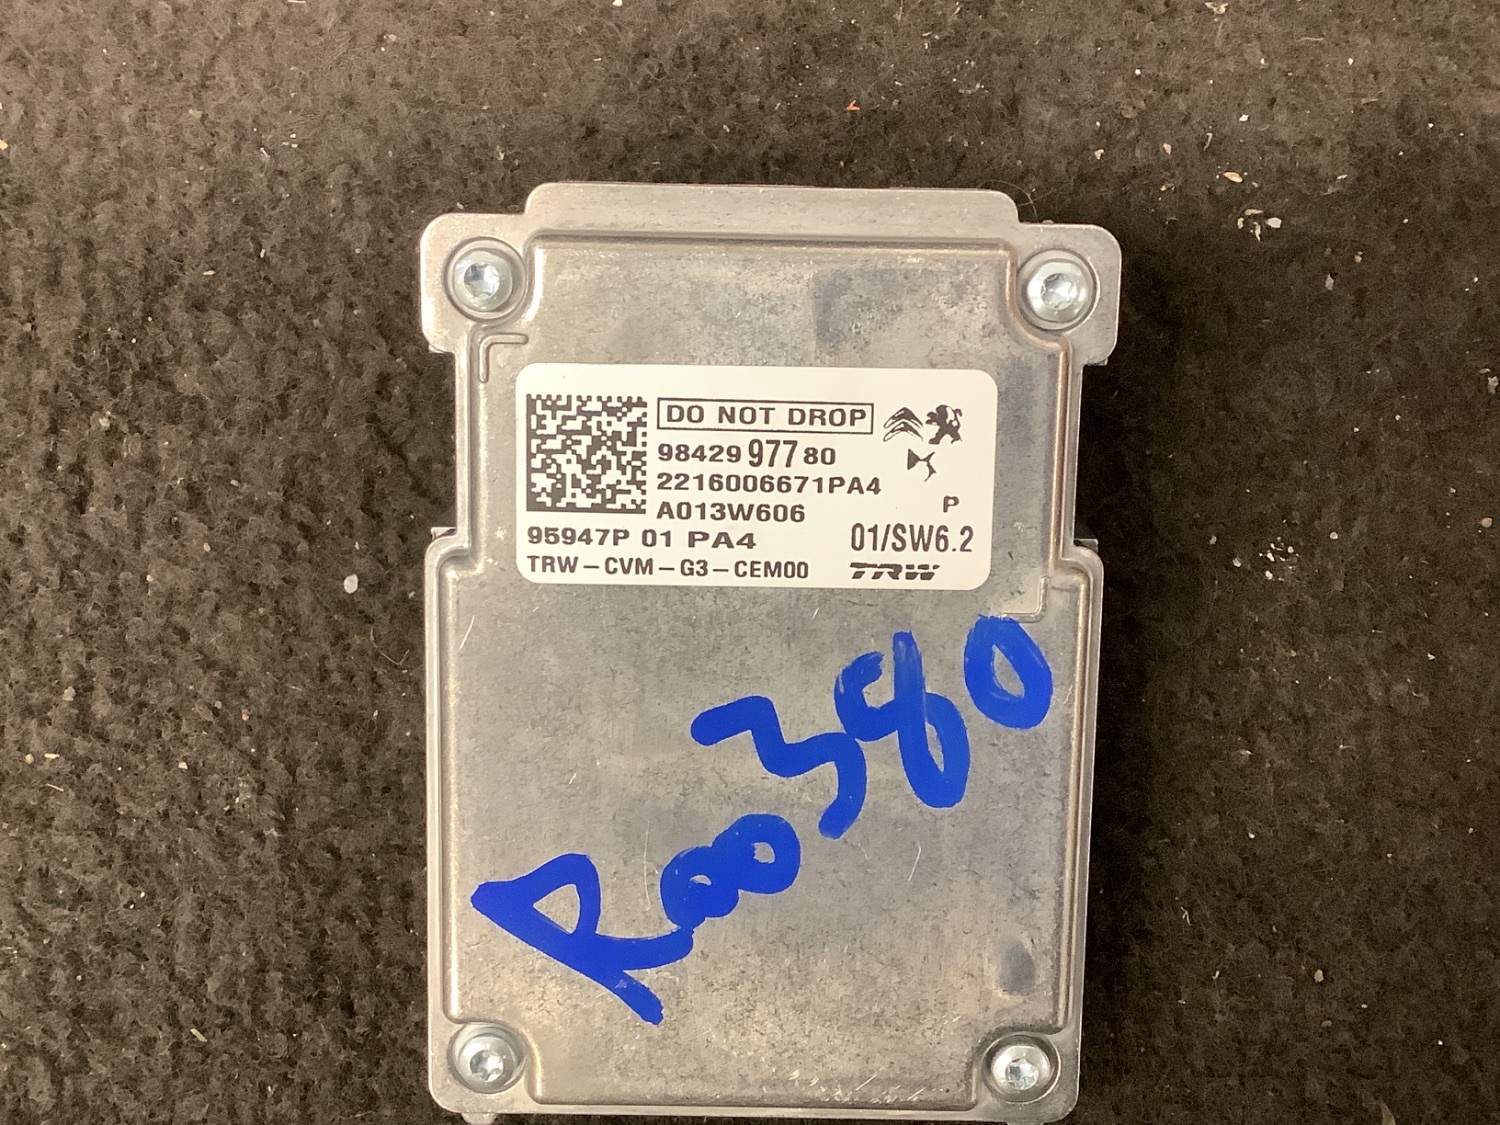 DO NOT DROP
98429 977 80
2216006671PA4
A013W606
P
95947P 01 PA4
01/SW6.2
TRW-CVM-G3-CEM00
TRW
R00390